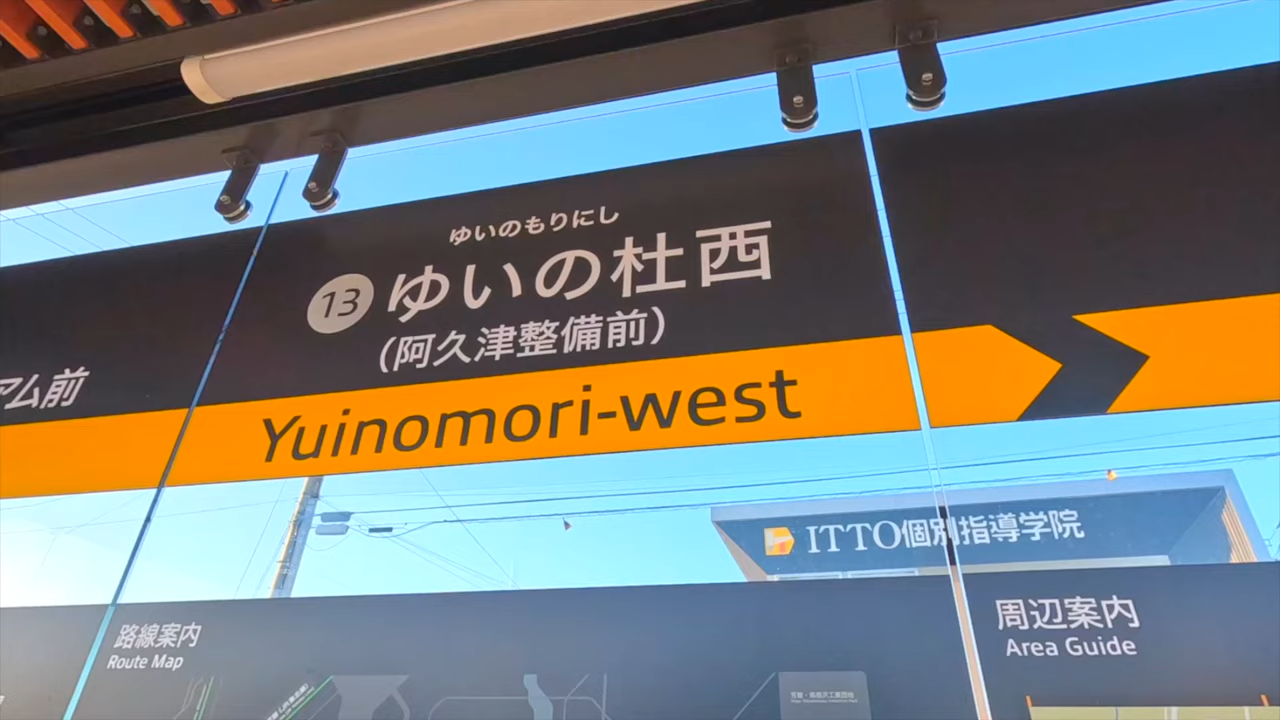 ゆいのもりにし
13 ゆいの杜西
(阿久津整備前)
アム前
Yuinomori-west
ITTO個別指導学院
路線案内
Route Map
周辺案内
Area Guide